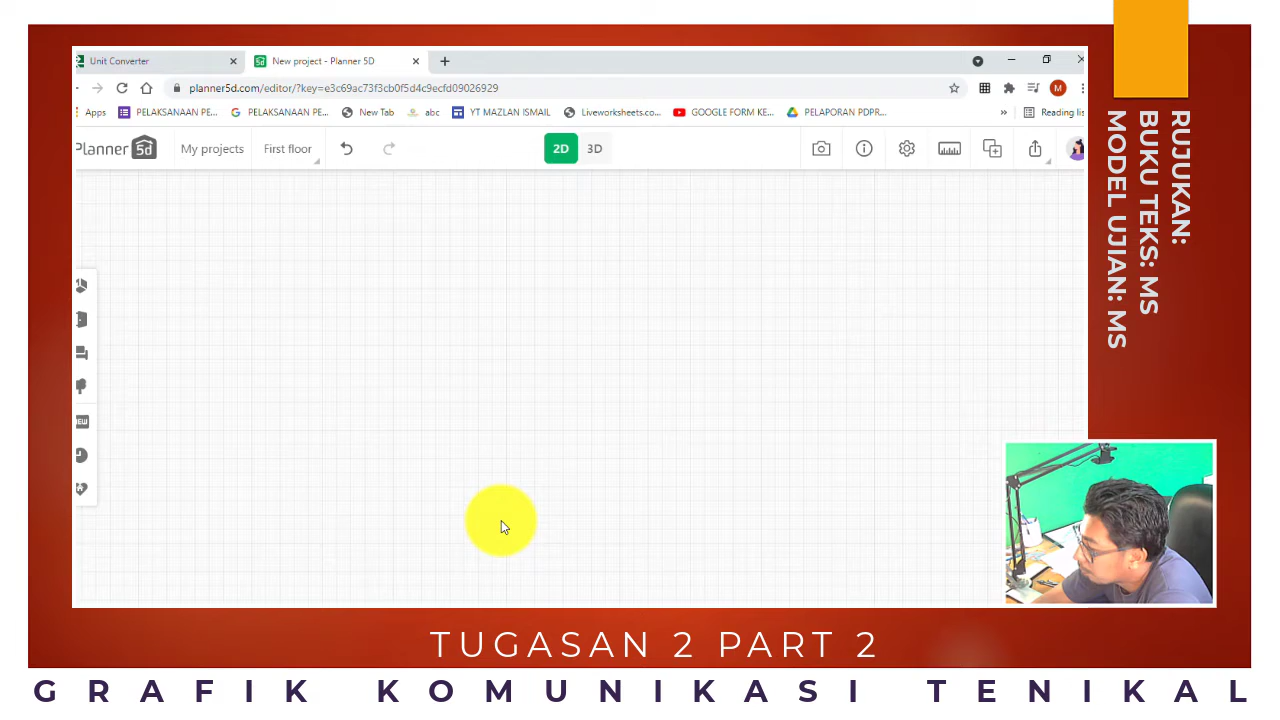 Unit Converter
New project - Planner 5D
planner5d.com/editor/?key=e3c69ac73f3cb0f5d4c9ecfd09026929
M
Apps
PELAKSANAAN PE...
PELAKSANAAN PE...
New Tab
abc
YT MAZLAN ISMAIL
Liveworksheets.co...
GOOGLE FORM KE...
PELAPORAN PDPR...
»
Reading lis
Planner 5d
My projects
First floor
2D
3D
RUJUKAN:
BUKU TEKS: MS
MODEL UJIAN: MS
TUGASAN 2 PART 2
GRAFIK KOMUNIKASI TENIKAL